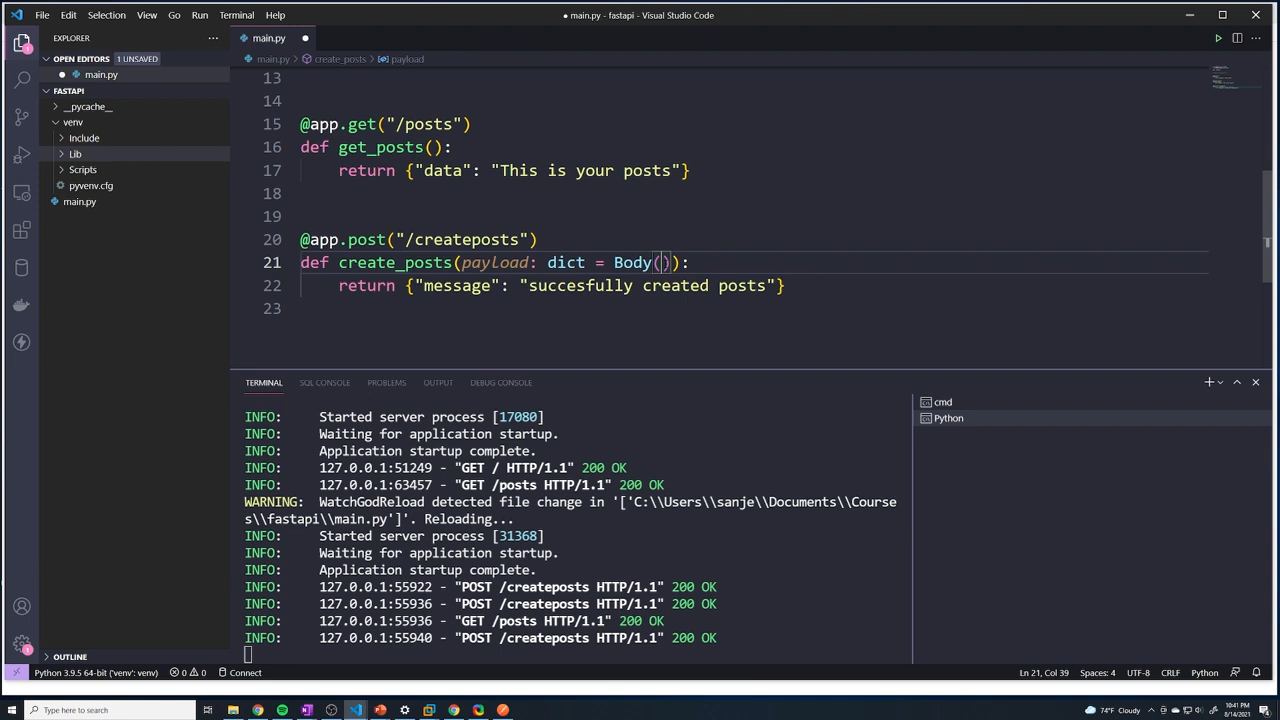 File Edit Selection View Go Run Terminal Help
● main.py - fastapi - Visual Studio Code
EXPLORER
OPEN EDITORS 1 UNSAVED
main.py
FASTAPI
__pycache__
venv
Include
Lib
Scripts
pyvenv.cfg
main.py
OUTLINE
main.py
main.py > create_posts > payload
13
14
15 @app.get("/posts")
16 def get_posts():
17 return {"data": "This is your posts"}
18
19
20 @app.post("/createposts")
21 def create_posts(payload: dict = Body()):
22 return {"message": "succesfully created posts"}
23
TERMINAL SQL CONSOLE PROBLEMS OUTPUT DEBUG CONSOLE
INFO: Started server process [17080]
INFO: Waiting for application startup.
INFO: Application startup complete.
INFO: 127.0.0.1:51249 - "GET / HTTP/1.1" 200 OK
INFO: 127.0.0.1:63457 - "GET /posts HTTP/1.1" 200 OK
WARNING: WatchGodReload detected file change in '['C:\\Users\\sanje\\Documents\\Course
s\\fastapi\\main.py']'. Reloading...
INFO: Started server process [31368]
INFO: Waiting for application startup.
INFO: Application startup complete.
INFO: 127.0.0.1:55922 - "POST /createposts HTTP/1.1" 200 OK
INFO: 127.0.0.1:55936 - "POST /createposts HTTP/1.1" 200 OK
INFO: 127.0.0.1:55936 - "GET /posts HTTP/1.1" 200 OK
INFO: 127.0.0.1:55940 - "POST /createposts HTTP/1.1" 200 OK
cmd
Python
Python 3.9.5 64-bit ('venv': venv) 0 0 Connect
Ln 21, Col 39 Spaces: 4 UTF-8 CRLF Python
Type here to search
74°F Cloudy
10:41 PM
8/14/2021